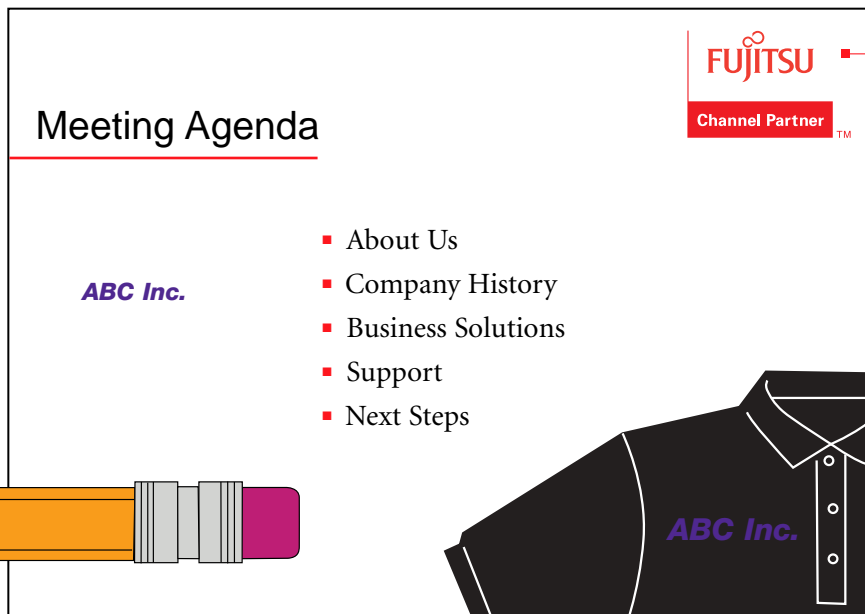 FUJITSU
Channel Partner
TM
Meeting Agenda
ABC Inc.
▪ About Us
▪ Company History
▪ Business Solutions
▪ Support
▪ Next Steps
ABC Inc.